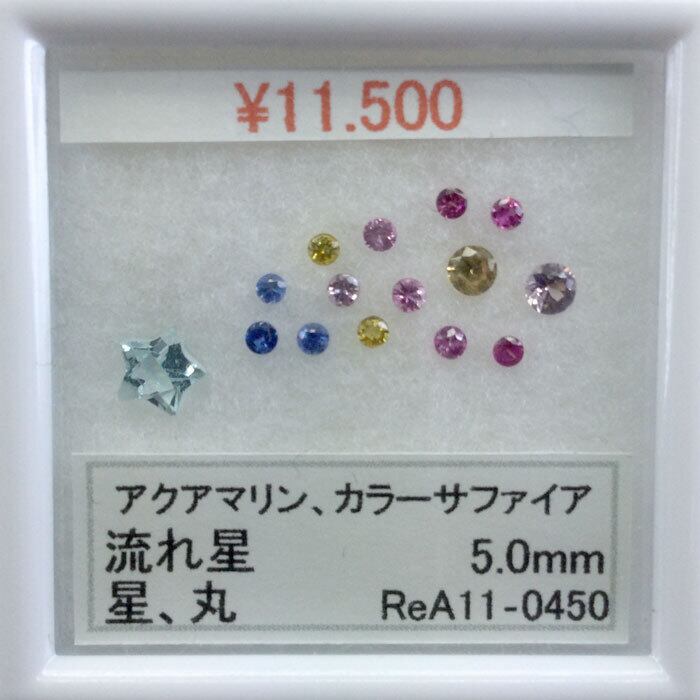 ¥11.500
アクアマリン、カラーサファイア
流れ星 5.0mm
星、丸 ReA11-0450